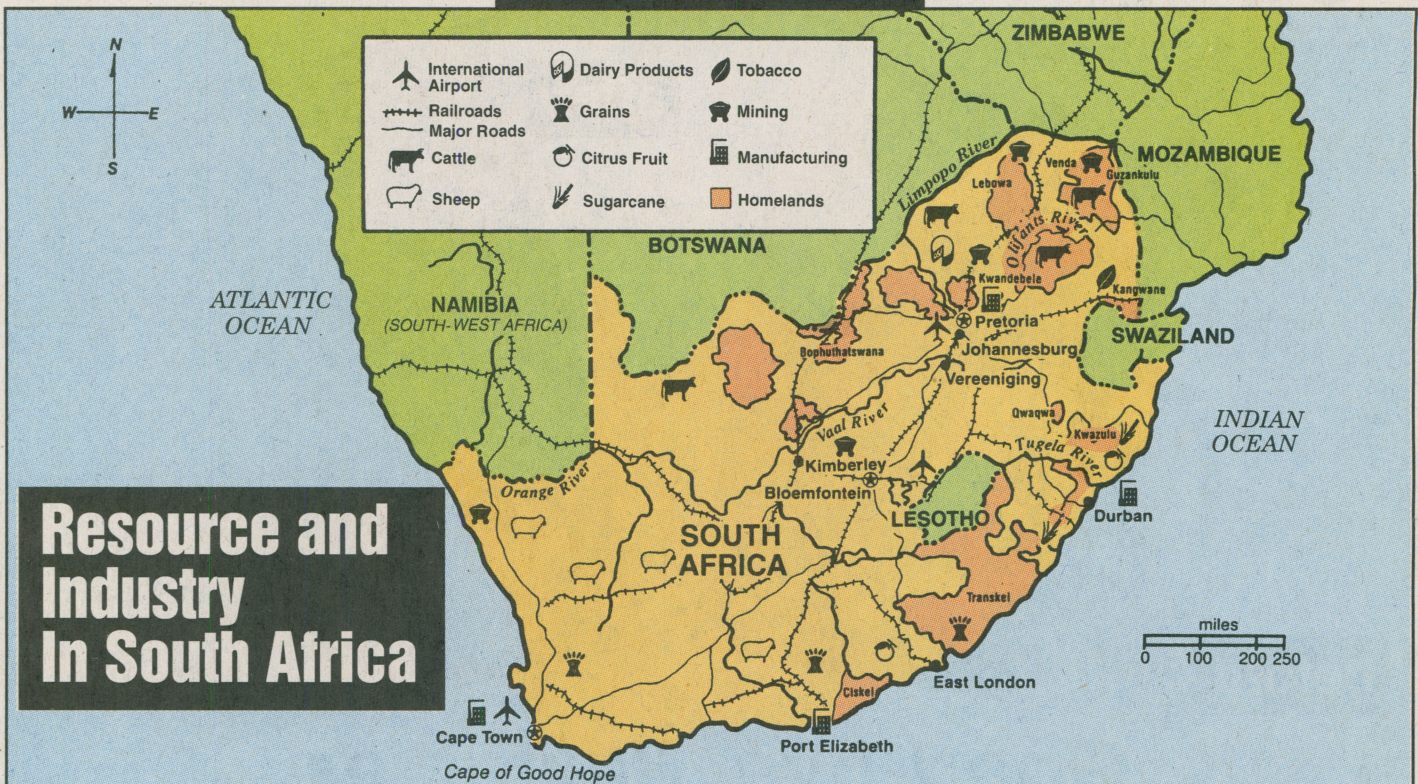 N
W
E
S
International
Airport
Railroads
Major Roads
Cattle
Sheep
Dairy Products
Grains
Citrus Fruit
Sugarcane
Tobacco
Mining
Manufacturing
Homelands
ZIMBABWE
MOZAMBIQUE
Limpopo River
Venda
Guzankulu
Lebowa
BOTSWANA
Olifants River
ATLANTIC
OCEAN
NAMIBIA
(SOUTH-WEST AFRICA)
Kwandebele
Kangwane
Pretoria
SWAZILAND
Bophuthatswana
Johannesburg
Vereeniging
INDIAN
OCEAN
Qwaqwa
Vaal River
Kwazulu
Tugela River
Kimberley
Orange River
Bloemfontein
LESOTHO
Durban
SOUTH
AFRICA
Resource and
Industry
In South Africa
Transkei
miles
0 100 200 250
East London
Ciskei
Cape Town
Port Elizabeth
Cape of Good Hope